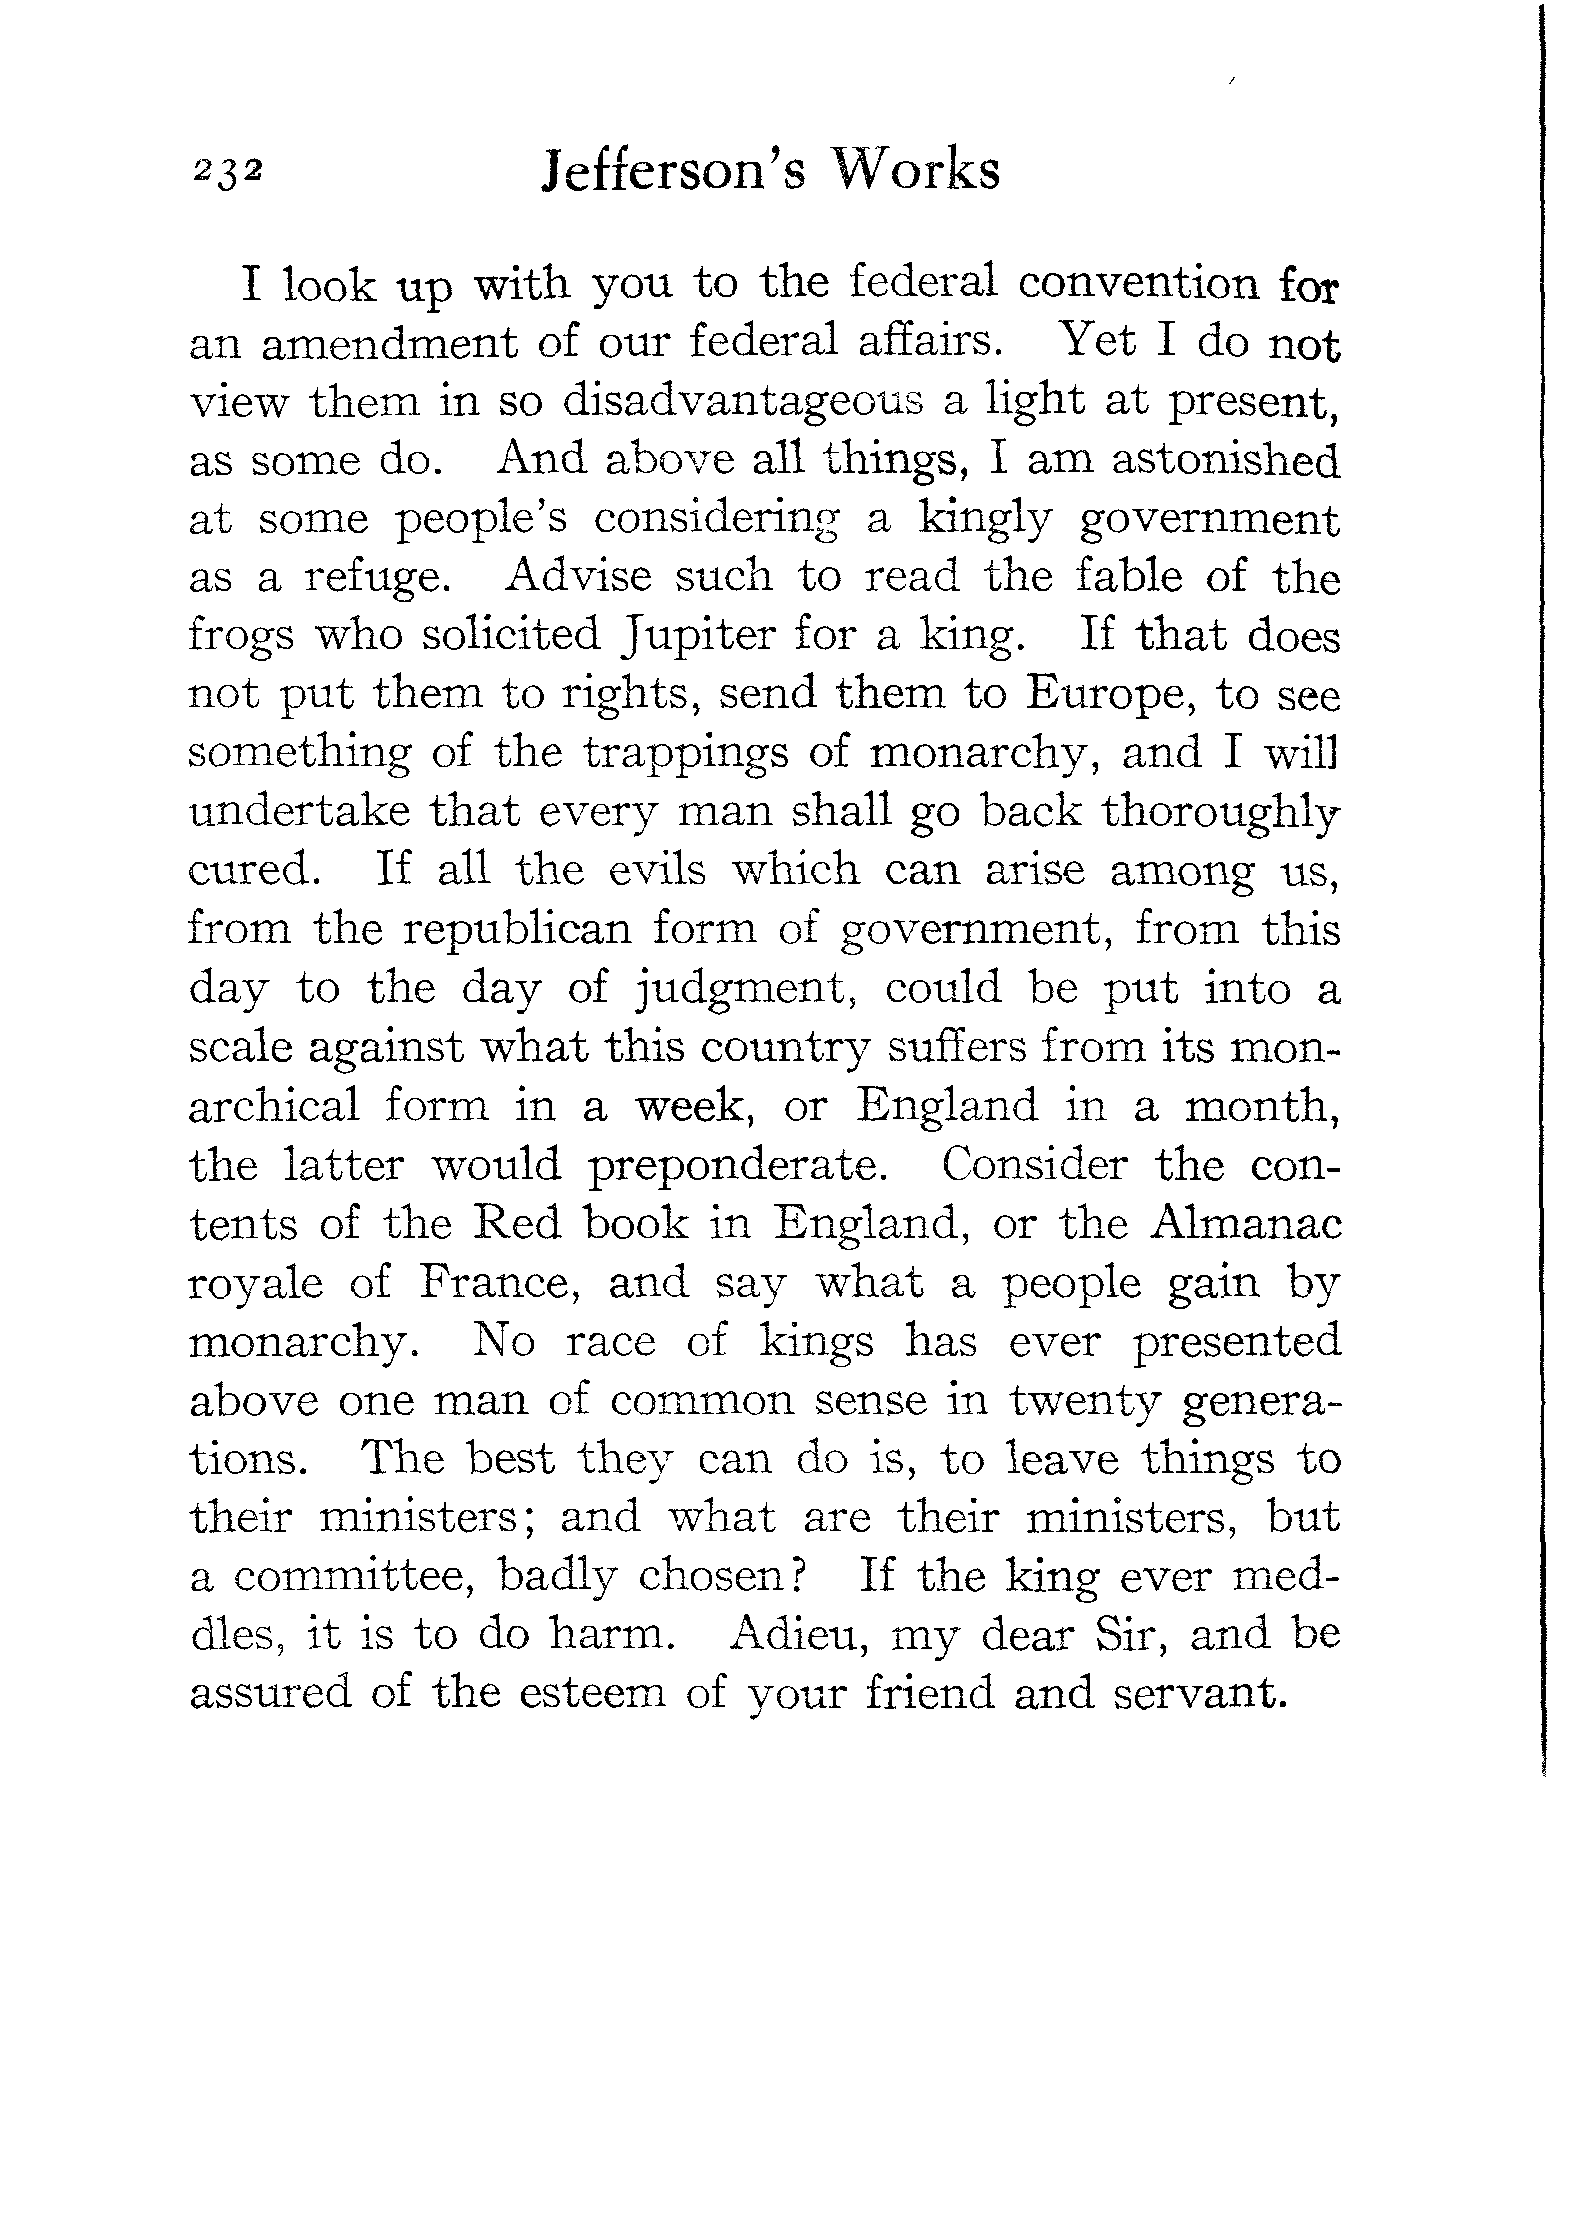 232 Jefferson's Works
I look up with you to the federal convention for
an amendment of our federal affairs. Yet I do not
view them in so disadvantageous a light at present,
as some do. And above all things, I am astonished
at some people's considering a kingly government
as a refuge. Advise such to read the fable of the
frogs who solicited Jupiter for a king. If that does
not put them to rights, send them to Europe, to see
something of the trappings of monarchy, and I will
undertake that every man shall go back thoroughly
cured. If all the evils which can arise among us,
from the republican form of government, from this
day to the day of judgment, could be put into a
scale against what this country suffers from its mon-
archical form in a week, or England in a month,
the latter would preponderate. Consider the con-
tents of the Red book in England, or the Almanac
royale of France, and say what a people gain by
monarchy. No race of kings has ever presented
above one man of common sense in twenty genera-
tions. The best they can do is, to leave things to
their ministers; and what are their ministers, but
a committee, badly chosen? If the king ever med-
dles, it is to do harm. Adieu, my dear Sir, and be
assured of the esteem of your friend and servant.